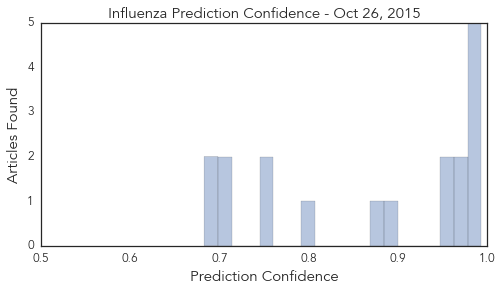 Influenza Prediction Confidence - Oct 26, 2015
Articles Found
5
4
3
2
1
0
0.5 0.6 0.7 0.8 0.9 1.0
Prediction Confidence